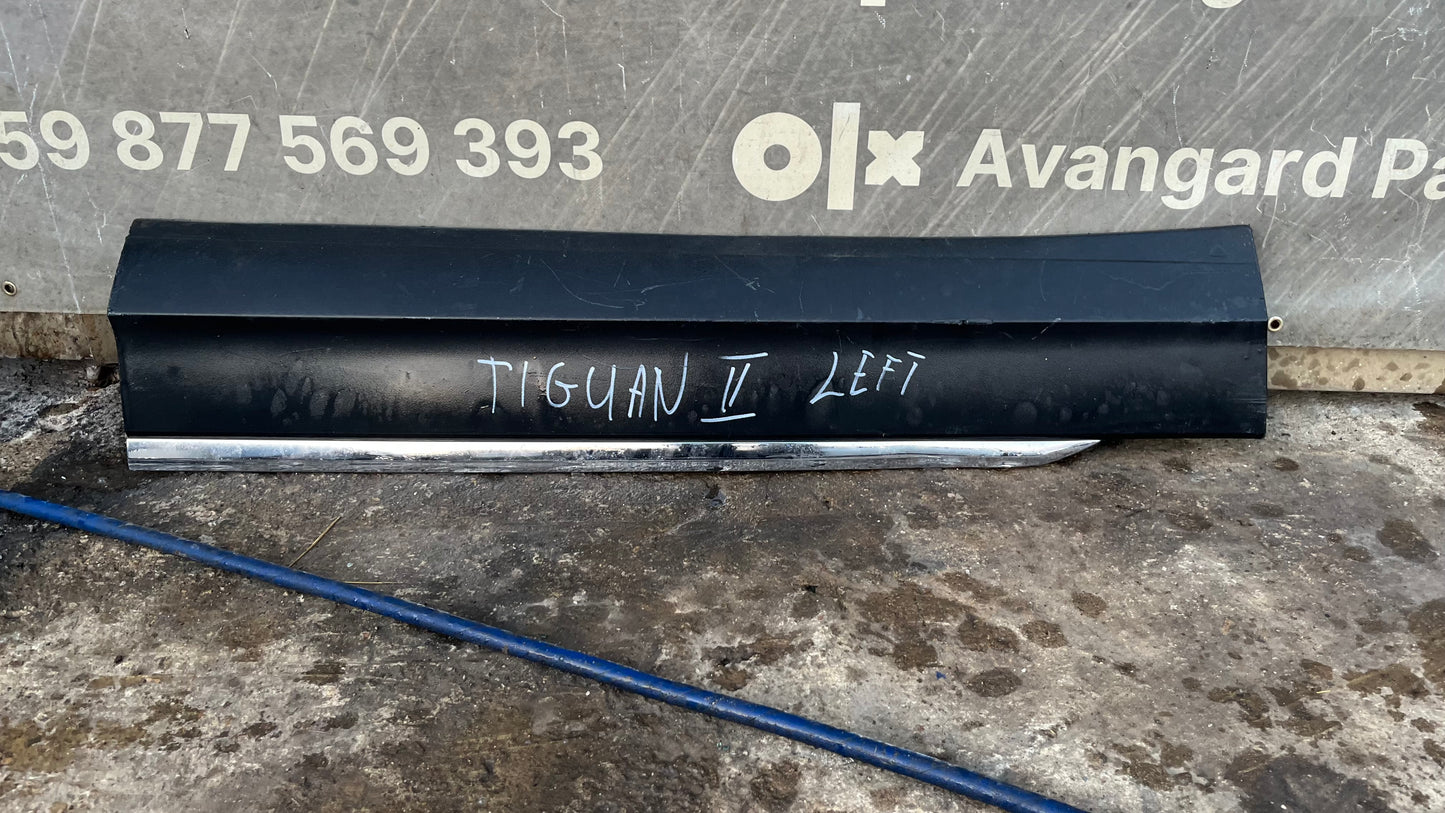 59 877 569 393 olx Avangard Pa
TIGUAN II LEFT